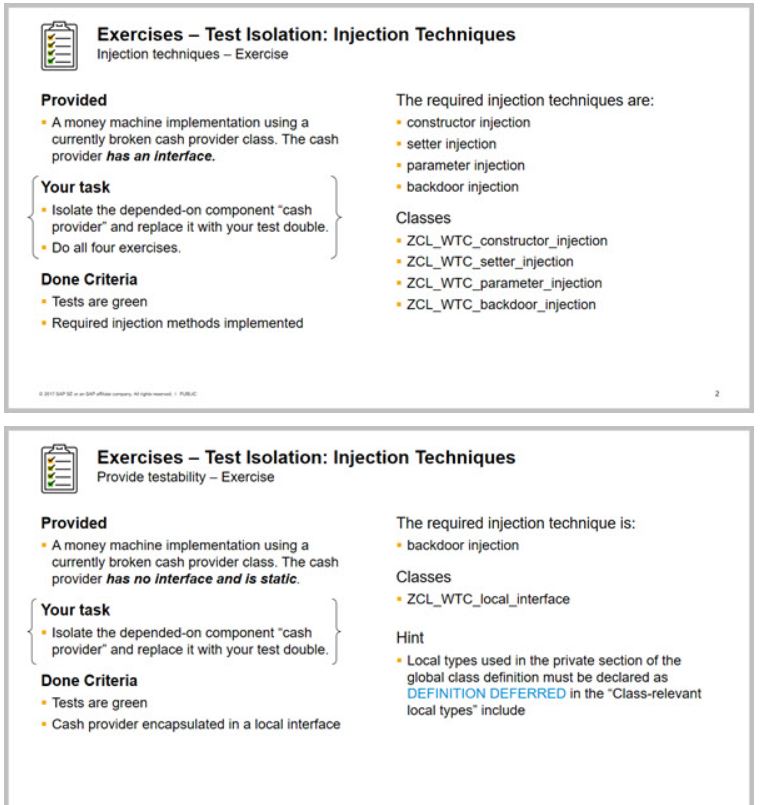 Exercises – Test Isolation: Injection Techniques
Injection techniques – Exercise
Provided
A money machine implementation using a
currently broken cash provider class. The cash
provider has an interface.
Your task
Isolate the depended-on component “cash
provider” and replace it with your test double.
Do all four exercises.
Done Criteria
Tests are green
Required injection methods implemented
The required injection techniques are:
constructor injection
setter injection
parameter injection
backdoor injection
Classes
ZCL_WTC_constructor_injection
ZCL_WTC_setter_injection
ZCL_WTC_parameter_injection
ZCL_WTC_backdoor_injection
© 2017 SAP SE or an SAP affiliate company. All rights reserved. | PUBLIC
2
Exercises – Test Isolation: Injection Techniques
Provide testability – Exercise
Provided
A money machine implementation using a
currently broken cash provider class. The cash
provider has no interface and is static.
Your task
Isolate the depended-on component “cash
provider” and replace it with your test double.
Done Criteria
Tests are green
Cash provider encapsulated in a local interface
The required injection technique is:
backdoor injection
Classes
ZCL_WTC_local_interface
Hint
Local types used in the private section of the
global class definition must be declared as
DEFINITION DEFERRED in the “Class-relevant
local types” include